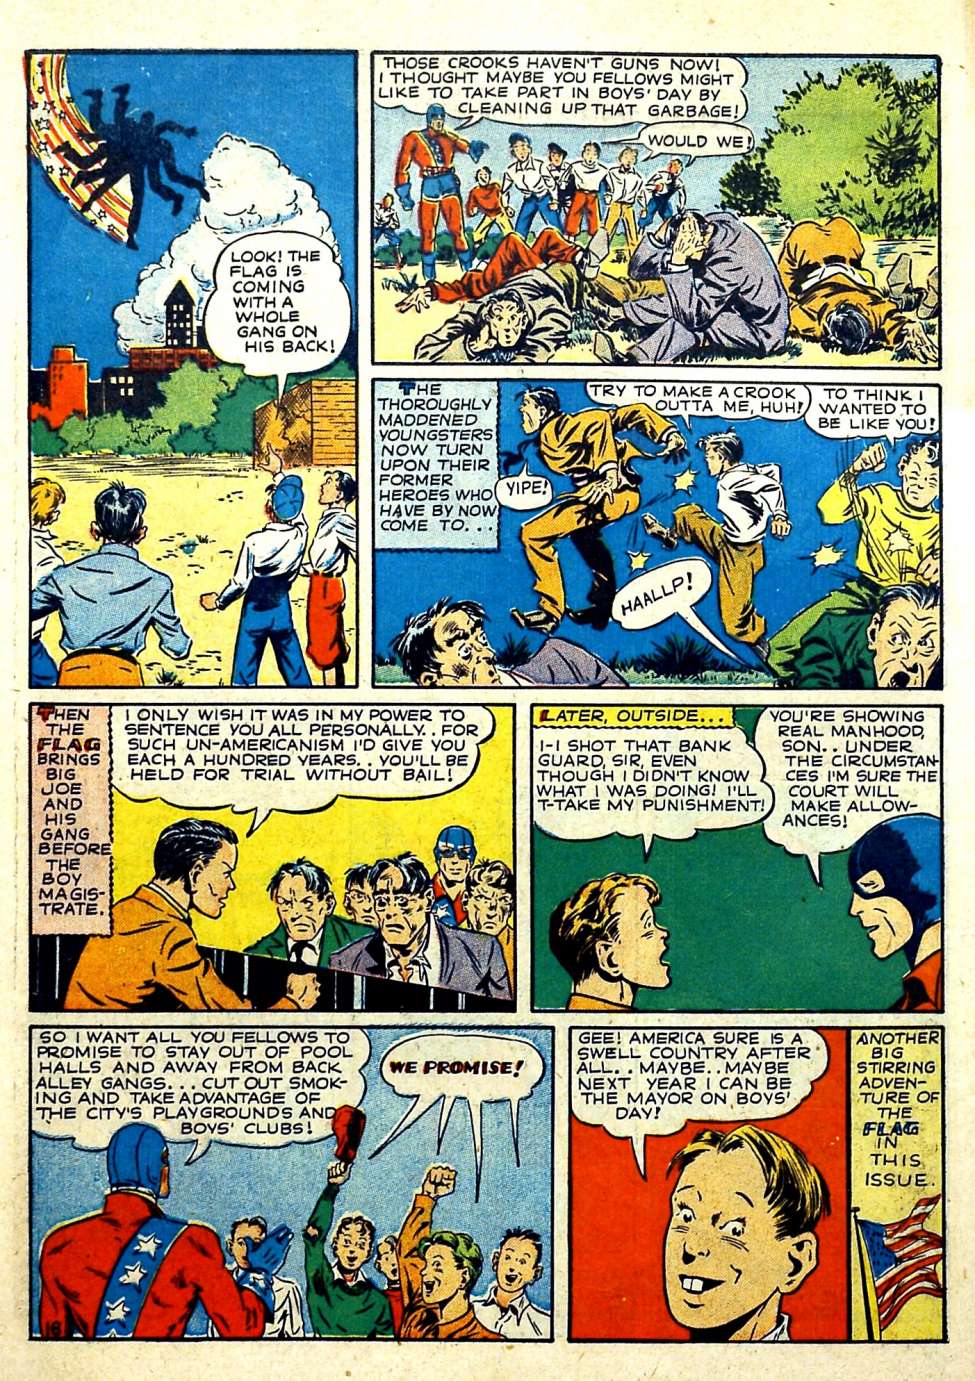 LOOK! THE
FLAG IS
COMING
WITH A
WHOLE
GANG ON
HIS BACK!
THOSE CROOKS HAVEN'T GUNS NOW!
I THOUGHT MAYBE YOU FELLOWS MIGHT
LIKE TO TAKE PART IN BOYS' DAY BY
CLEANING UP THAT GARBAGE!
WOULD WE!
THE
THOROUGHLY
MADDENED
YOUNGSTERS
NOW TURN
UPON THEIR
FORMER
HEROES WHO
HAVE BY NOW
COME TO...
YIPE!
TRY TO MAKE A CROOK
OUTTA ME, HUH!
TO THINK I
WANTED TO
BE LIKE YOU!
HAALLP!
THEN
THE
FLAG
BRINGS
BIG
JOE
AND
HIS
GANG
BEFORE
THE
BOY
MAGIS-
TRATE.
I ONLY WISH IT WAS IN MY POWER TO
SENTENCE YOU ALL PERSONALLY.. FOR
SUCH UN-AMERICANISM I'D GIVE YOU
EACH A HUNDRED YEARS.. YOU'LL BE
HELD FOR TRIAL WITHOUT BAIL!
LATER, OUTSIDE...
I-I SHOT THAT BANK
GUARD, SIR, EVEN
THOUGH I DIDN'T KNOW
WHAT I WAS DOING! I'LL
T-TAKE MY PUNISHMENT!
YOU'RE SHOWING
REAL MANHOOD,
SON.. UNDER
THE CIRCUMSTAN-
CES I'M SURE THE
COURT WILL
MAKE ALLOW-
ANCES!
SO I WANT ALL YOU FELLOWS TO
PROMISE TO STAY OUT OF POOL
HALLS AND AWAY FROM BACK
ALLEY GANGS... CUT OUT SMOK-
ING AND TAKE ADVANTAGE OF
THE CITY'S PLAYGROUNDS AND
BOYS' CLUBS!
WE PROMISE!
18
GEE! AMERICA SURE IS A
SWELL COUNTRY AFTER
ALL.. MAYBE..MAYBE
NEXT YEAR I CAN BE
THE MAYOR ON BOYS'
DAY!
ANOTHER
BIG
STIRRING
ADVEN-
TURE OF
THE
FLAG
IN
THIS
ISSUE.